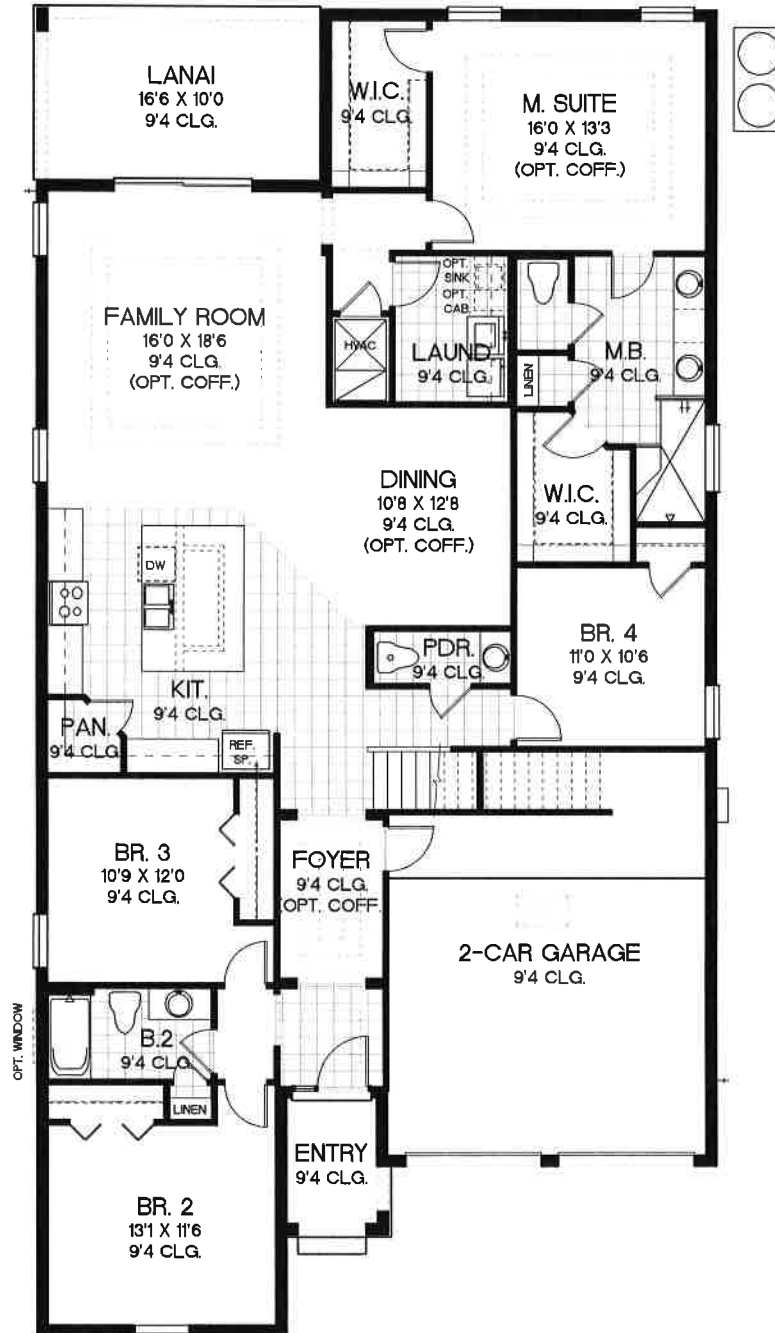 LANAI
16'6 X 10'0
9'4 CLG.
W.I.C.
9'4 CLG.
M. SUITE
16'0 X 13'3
9'4 CLG.
(OPT. COFF.)
FAMILY ROOM
16'0 X 18'6
9'4 CLG.
(OPT. COFF.)
OPT.
SINK
OPT.
CAB.
HVAC
LAUND.
9'4 CLG.
LINEN
M.B.
9'4 CLG.
DINING
10'8 X 12'8
9'4 CLG.
(OPT. COFF.)
W.I.C.
9'4 CLG.
DW
KIT.
9'4 CLG.
PAN.
9'4 CLG
REF.
SP.
PDR.
9'4 CLG.
BR. 4
11'0 X 10'6
9'4 CLG.
BR. 3
10'9 X 12'0
9'4 CLG.
FOYER
9'4 CLG.
(OPT. COFF.
2-CAR GARAGE
9'4 CLG.
OPT. WINDOW
B.2
9'4 CLG.
LINEN
ENTRY
9'4 CLG.
BR. 2
13'1 X 11'6
9'4 CLG.